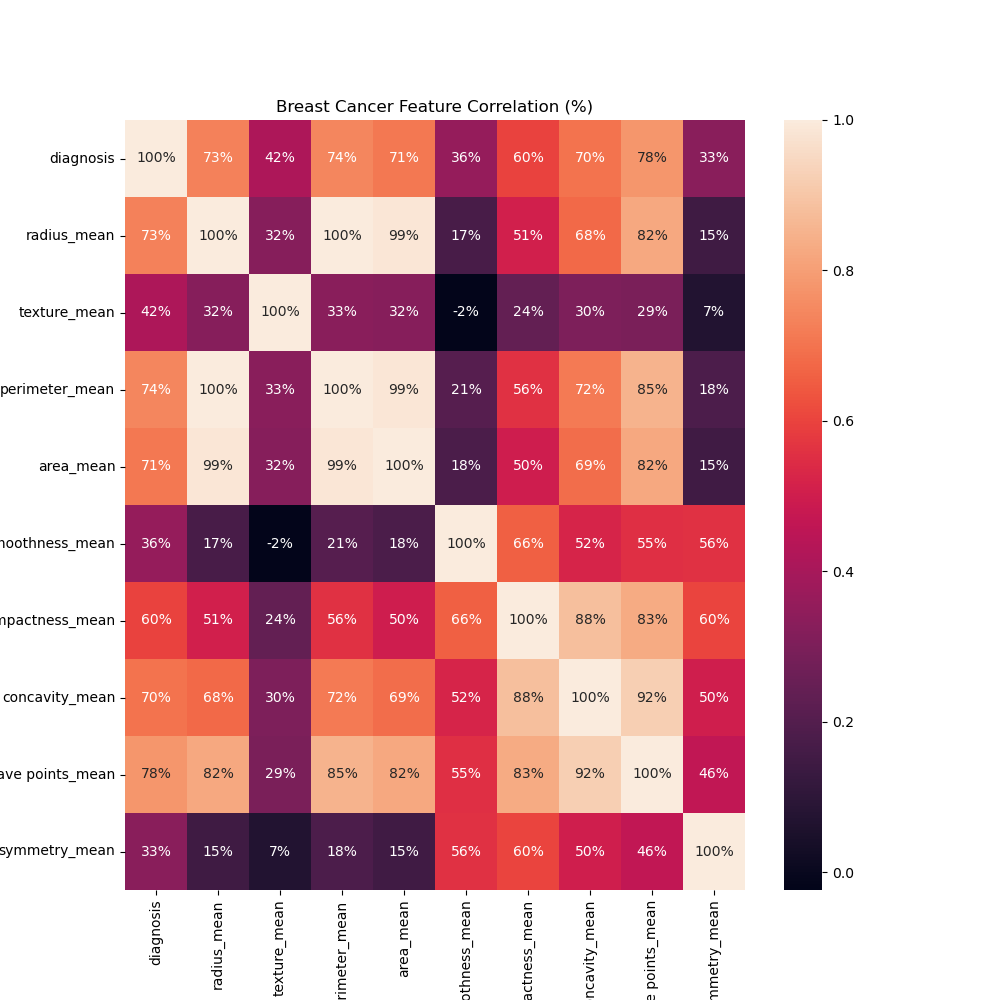 Breast Cancer Feature Correlation (%)
diagnosis 100% 73% 42% 74% 71% 36% 60% 70% 78% 33%
radius_mean 73% 100% 32% 100% 99% 17% 51% 68% 82% 15%
texture_mean 42% 32% 100% 33% 32% -2% 24% 30% 29% 7%
perimeter_mean 74% 100% 33% 100% 99% 21% 56% 72% 85% 18%
area_mean 71% 99% 32% 99% 100% 18% 50% 69% 82% 15%
moothness_mean 36% 17% -2% 21% 18% 100% 66% 52% 55% 56%
mpactness_mean 60% 51% 24% 56% 50% 66% 100% 88% 83% 60%
concavity_mean 70% 68% 30% 72% 69% 52% 88% 100% 92% 50%
ave points_mean 78% 82% 29% 85% 82% 55% 83% 92% 100% 46%
symmetry_mean 33% 15% 7% 18% 15% 56% 60% 50% 46% 100%
diagnosis
radius_mean
texture_mean
rimeter_mean
area_mean
othness_mean
actness_mean
ncavity_mean
e points_mean
mmetry_mean
1.0
0.8
0.6
0.4
0.2
0.0